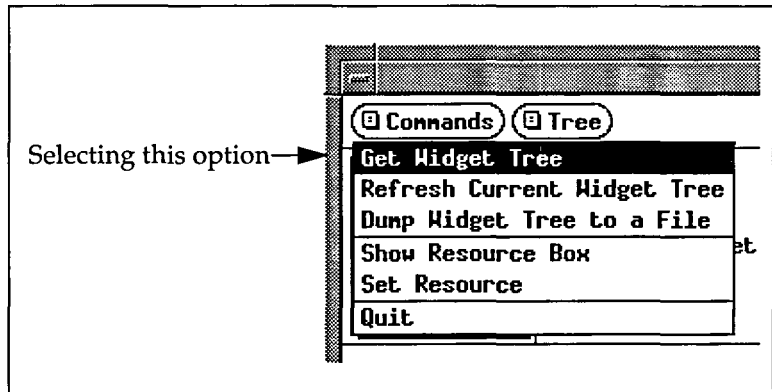 Commands Tree
Selecting this option
Get Widget Tree
Refresh Current Widget Tree
Dump Widget Tree to a File
Show Resource Box
et
Set Resource
Quit